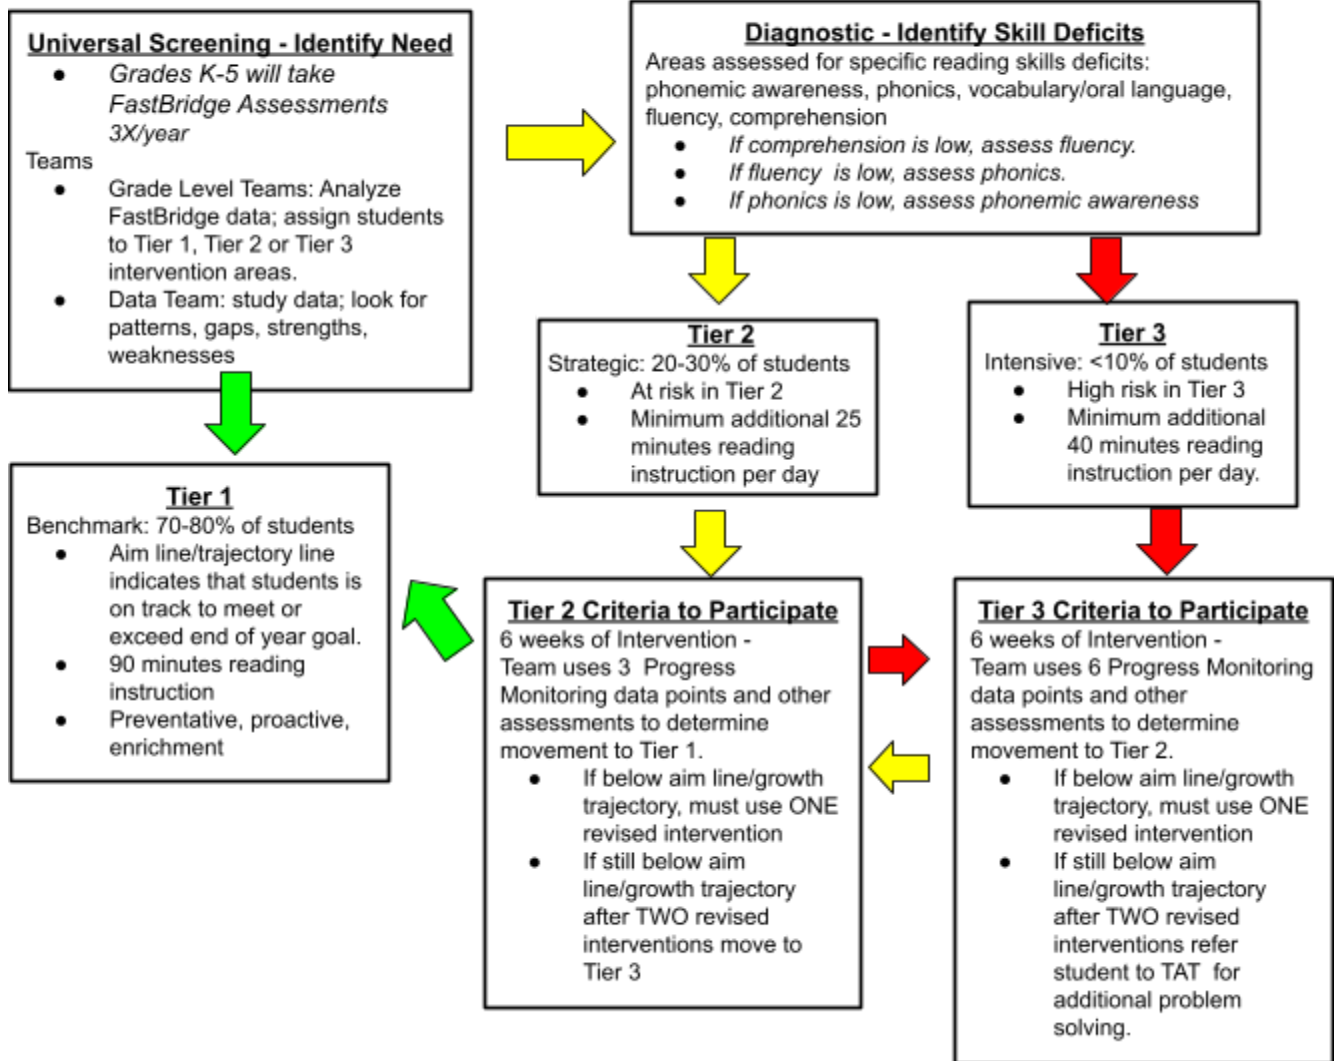 Universal Screening - Identify Need
● Grades K-5 will take
FastBridge Assessments
3X/year
Teams
● Grade Level Teams: Analyze
FastBridge data; assign students
to Tier 1, Tier 2 or Tier 3
intervention areas.
● Data Team: study data; look for
patterns, gaps, strengths,
weaknesses
Diagnostic - Identify Skill Deficits
Areas assessed for specific reading skills deficits:
phonemic awareness, phonics, vocabulary/oral language,
fluency, comprehension
● If comprehension is low, assess fluency.
● If fluency is low, assess phonics.
● If phonics is low, assess phonemic awareness
Tier 2
Strategic: 20-30% of students
● At risk in Tier 2
● Minimum additional 25
minutes reading
instruction per day
Tier 3
Intensive: <10% of students
● High risk in Tier 3
● Minimum additional
40 minutes reading
instruction per day.
Tier 1
Benchmark: 70-80% of students
● Aim line/trajectory line
indicates that students is
on track to meet or
exceed end of year goal.
● 90 minutes reading
instruction
● Preventative, proactive,
enrichment
Tier 2 Criteria to Participate
6 weeks of Intervention -
Team uses 3 Progress
Monitoring data points and other
assessments to determine
movement to Tier 1.
● If below aim line/growth
trajectory, must use ONE
revised intervention
● If still below aim
line/growth trajectory
after TWO revised
interventions move to
Tier 3
Tier 3 Criteria to Participate
6 weeks of Intervention -
Team uses 6 Progress Monitoring
data points and other
assessments to determine
movement to Tier 2.
● If below aim line/growth
trajectory, must use ONE
revised intervention
● If still below aim
line/growth trajectory
after TWO revised
interventions refer
student to TAT for
additional problem
solving.